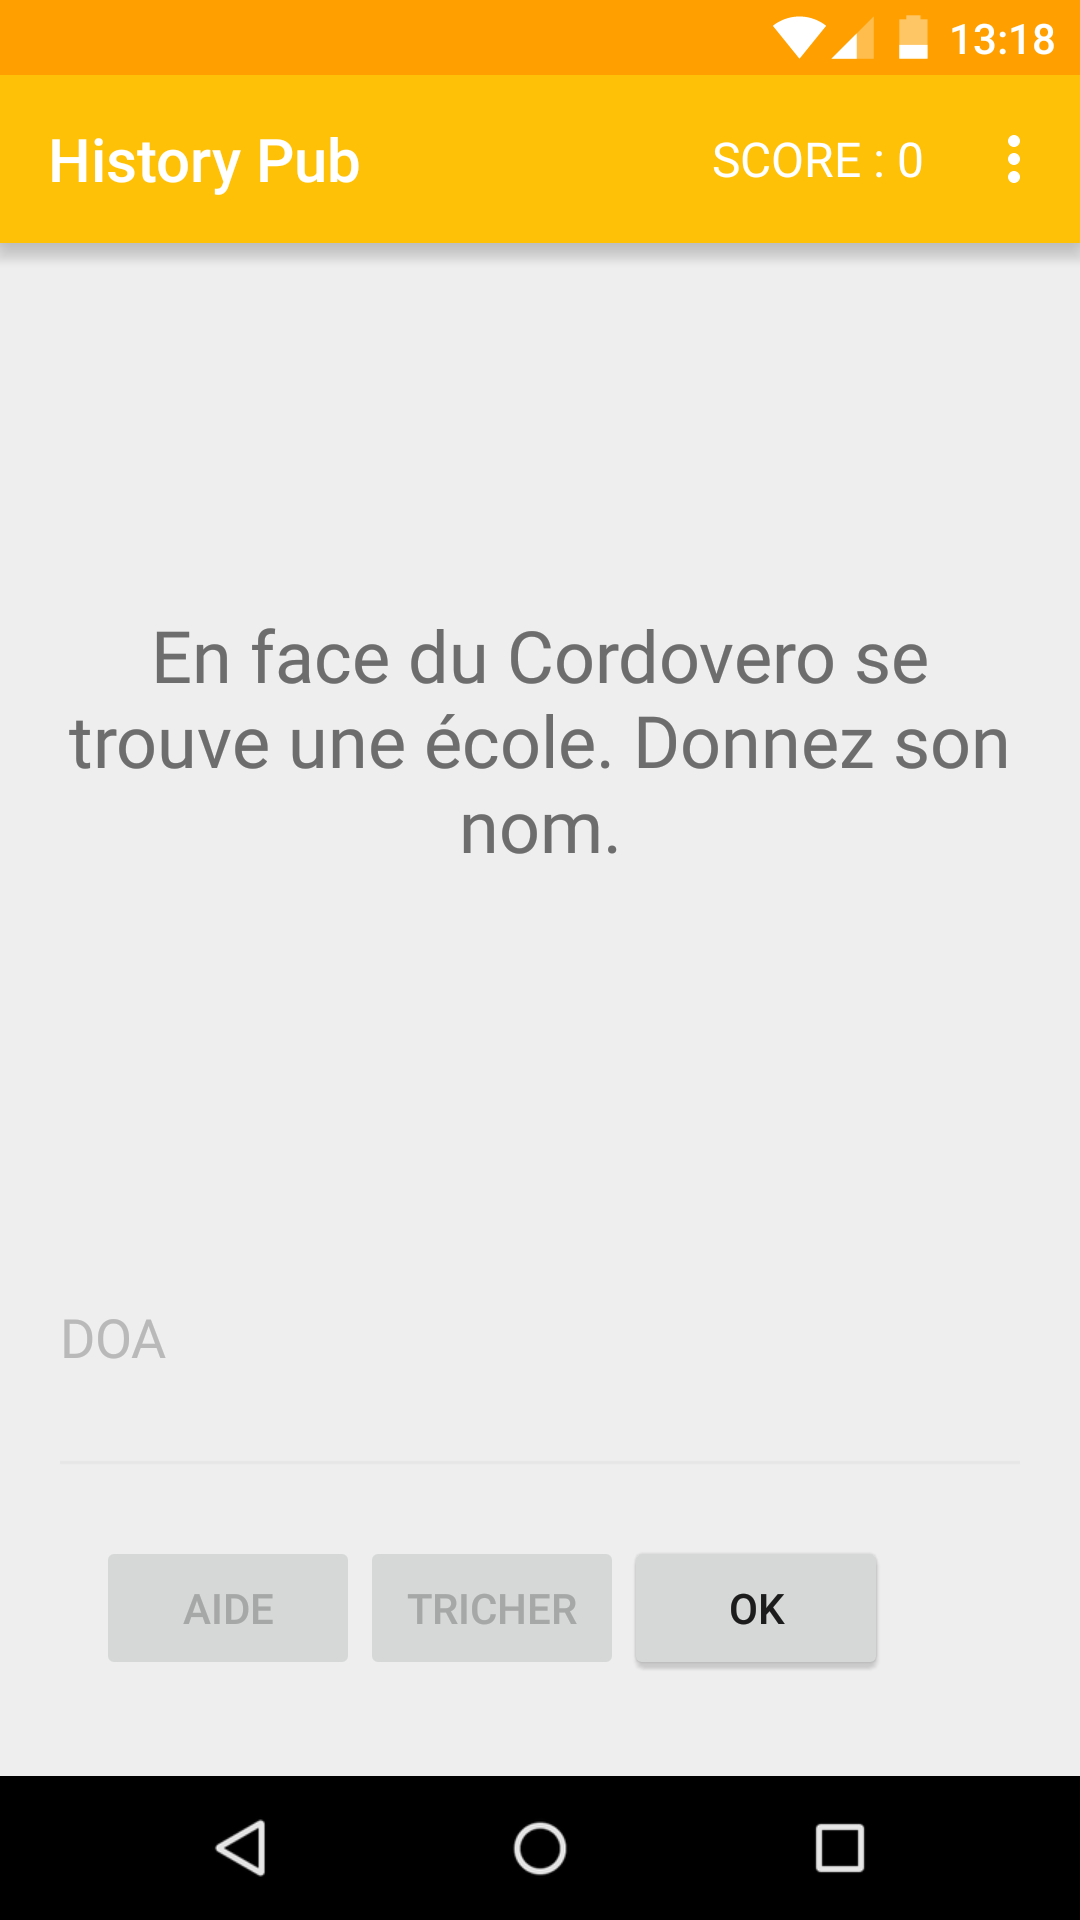 13:18
History Pub
SCORE : 0
En face du Cordovero se
trouve une école. Donnez son
nom.
DOA
AIDE
TRICHER
OK